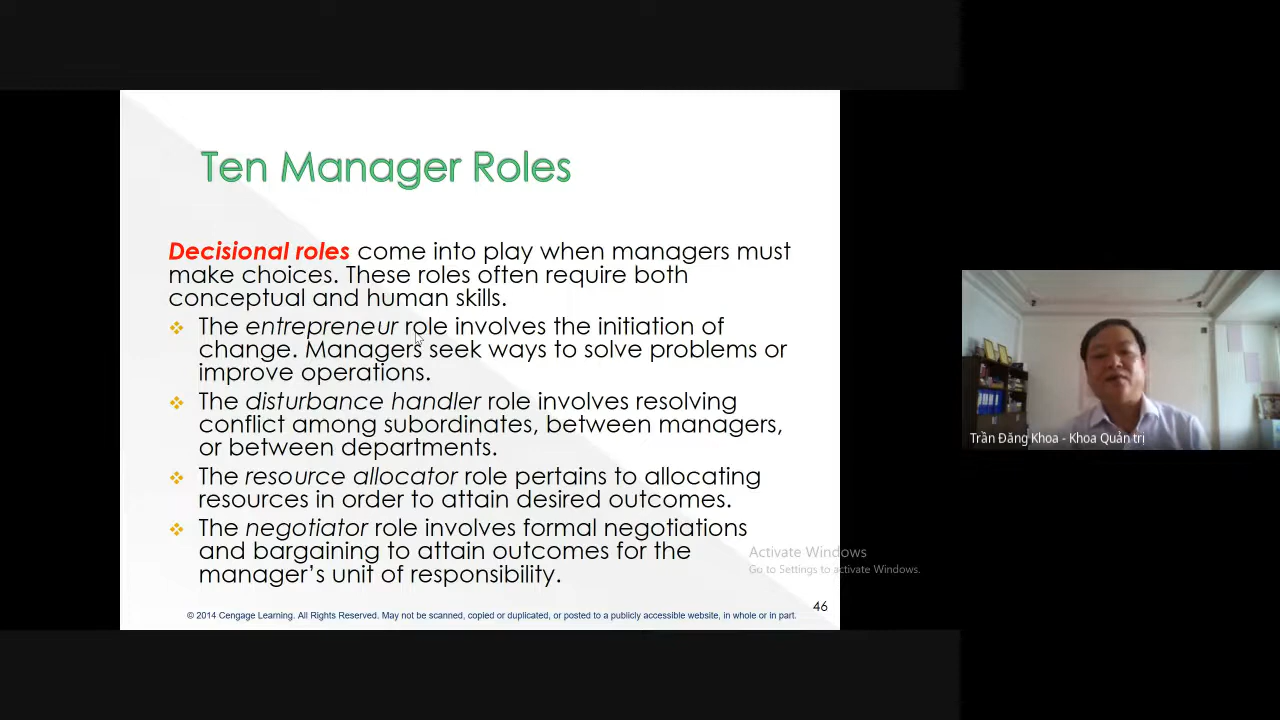 Ten Manager Roles
Decisional roles come into play when managers must
make choices. These roles often require both
conceptual and human skills.
The entrepreneur role involves the initiation of
change. Managers seek ways to solve problems or
improve operations.
The disturbance handler role involves resolving
conflict among subordinates, between managers,
or between departments.
The resource allocator role pertains to allocating
resources in order to attain desired outcomes.
The negotiator role involves formal negotiations
and bargaining to attain outcomes for the
manager’s unit of responsibility.
Activate Windows
Go to Settings to activate Windows.
46
© 2014 Cengage Learning. All Rights Reserved. May not be scanned, copied or duplicated, or posted to a publicly accessible website, in whole or in part.
Trần Đăng Khoa - Khoa Quản trị